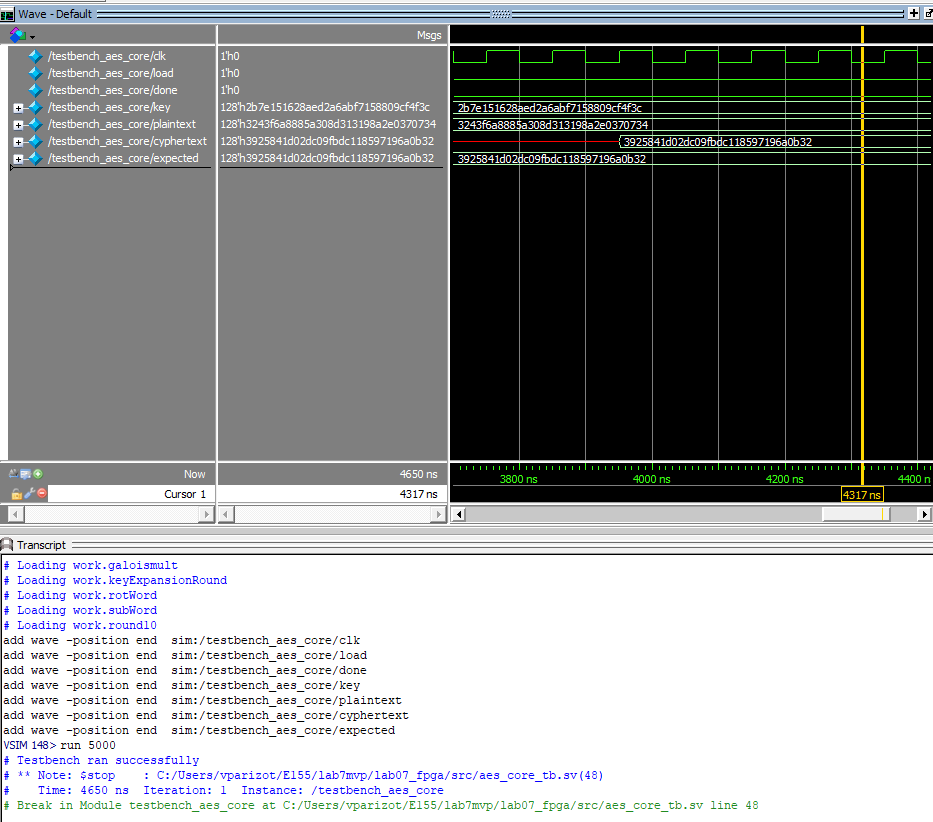 Wave - Default
Msgs
/testbench_aes_core/clk 1'h0
/testbench_aes_core/load 1'h0
/testbench_aes_core/done 1'h0
/testbench_aes_core/key 128'h2b7e151628aed2a6abf7158809cf4f3c 2b7e151628aed2a6abf7158809cf4f3c
/testbench_aes_core/plaintext 128'h3243f6a8885a308d313198a2e0370734 3243f6a8885a308d313198a2e0370734
/testbench_aes_core/cyphertext 128'h3925841d02dc09fbdc118597196a0b32 3925841d02dc09fbdc118597196a0b32
/testbench_aes_core/expected 128'h3925841d02dc09fbdc118597196a0b32 3925841d02dc09fbdc118597196a0b32
Now 4650 ns 3800 ns 4000 ns 4200 ns 4400 n
Cursor 1 4317 ns 4317 ns
Transcript
# Loading work.galoismult
# Loading work.keyExpansionRound
# Loading work.rotWord
# Loading work.subWord
# Loading work.round10
add wave -position end  sim:/testbench_aes_core/clk
add wave -position end  sim:/testbench_aes_core/load
add wave -position end  sim:/testbench_aes_core/done
add wave -position end  sim:/testbench_aes_core/key
add wave -position end  sim:/testbench_aes_core/plaintext
add wave -position end  sim:/testbench_aes_core/cyphertext
add wave -position end  sim:/testbench_aes_core/expected
VSIM 148> run 5000
# Testbench ran successfully
# ** Note: $stop    : C:/Users/vparizot/E155/lab7mvp/lab07_fpga/src/aes_core_tb.sv(48)
#    Time: 4650 ns  Iteration: 1  Instance: /testbench_aes_core
# Break in Module testbench_aes_core at C:/Users/vparizot/E155/lab7mvp/lab07_fpga/src/aes_core_tb.sv line 48